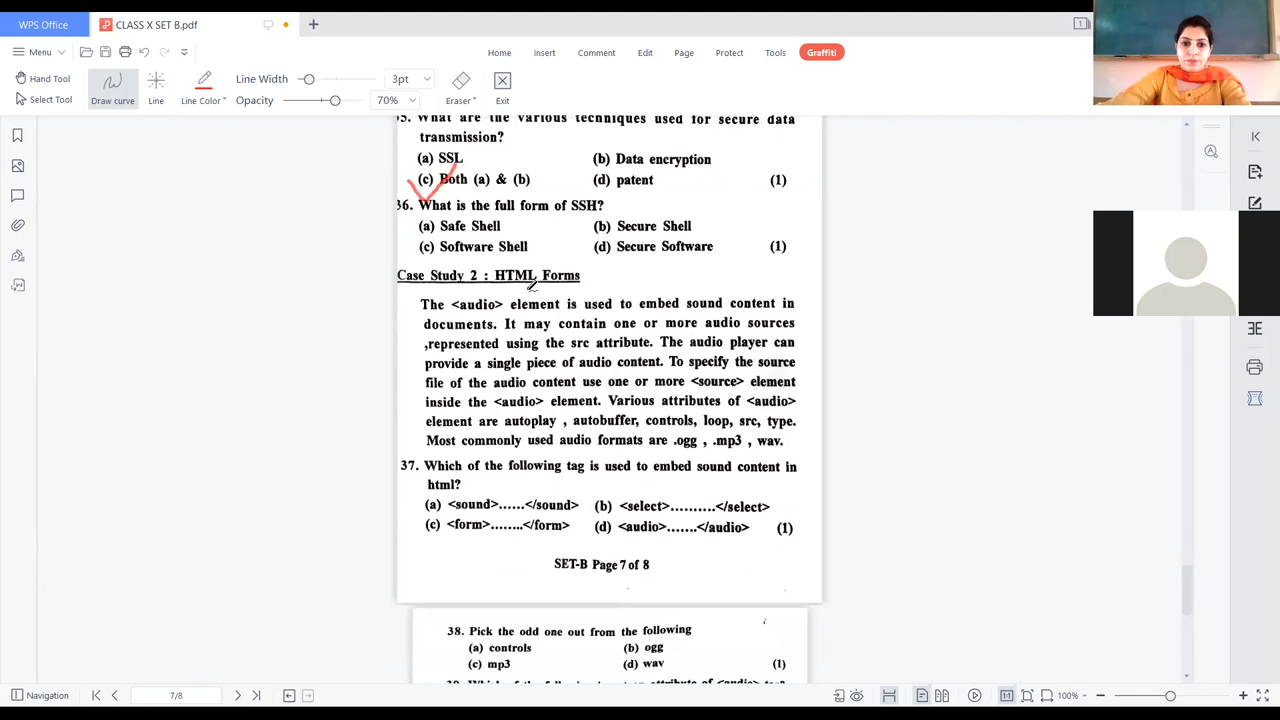 WPS Office
CLASS X SET B.pdf
1
Menu
Home Insert Comment Edit Page Protect Tools Graffiti
Hand Tool
Select Tool
Draw curve
Line
Line Width
3pt
Line Color
Opacity
70%
Eraser
Exit
35. What are the various techniques used for secure data
transmission?
(a) SSL (b) Data encryption
(c) Both (a) & (b) (d) patent (1)
36. What is the full form of SSH?
(a) Safe Shell (b) Secure Shell
(c) Software Shell (d) Secure Software (1)
Case Study 2 : HTML Forms
The <audio> element is used to embed sound content in
documents. It may contain one or more audio sources
,represented using the src attribute. The audio player can
provide a single piece of audio content. To specify the source
file of the audio content use one or more <source> element
inside the <audio> element. Various attributes of <audio>
element are autoplay , autobuffer, controls, loop, src, type.
Most commonly used audio formats are .ogg , .mp3 , wav.
37. Which of the following tag is used to embed sound content in
html?
(a) <sound>......</sound> (b) <select>..........</select>
(c) <form>........</form> (d) <audio>.......</audio> (1)
SET-B Page 7 of 8
38. Pick the odd one out from the following
(a) controls (b) ogg
(c) mp3 (d) wav (1)
Navigation
7/8
100%